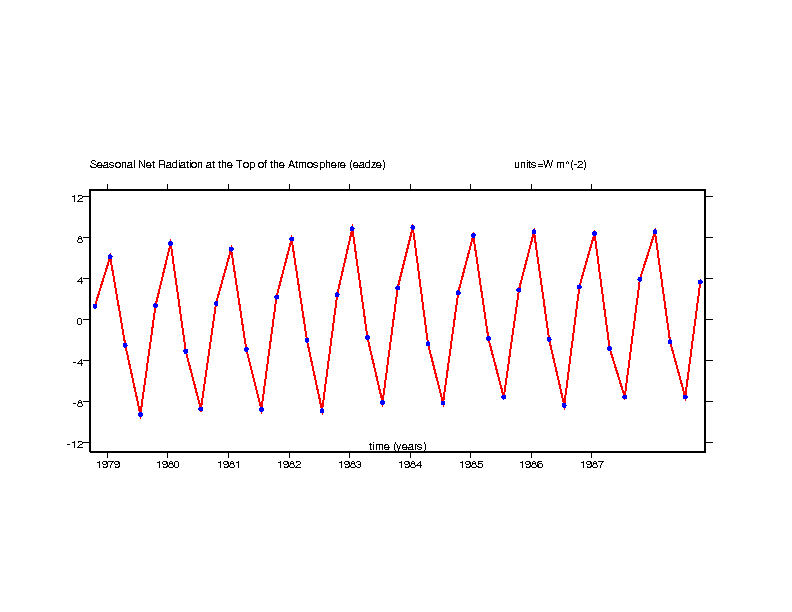 Seasonal Net Radiation at the Top of the Atmosphere (eadze) units=W m^(-2)
12
8
4
0
-4
-8
-12
time (years)
1979 1980 1981 1982 1983 1984 1985 1986 1987